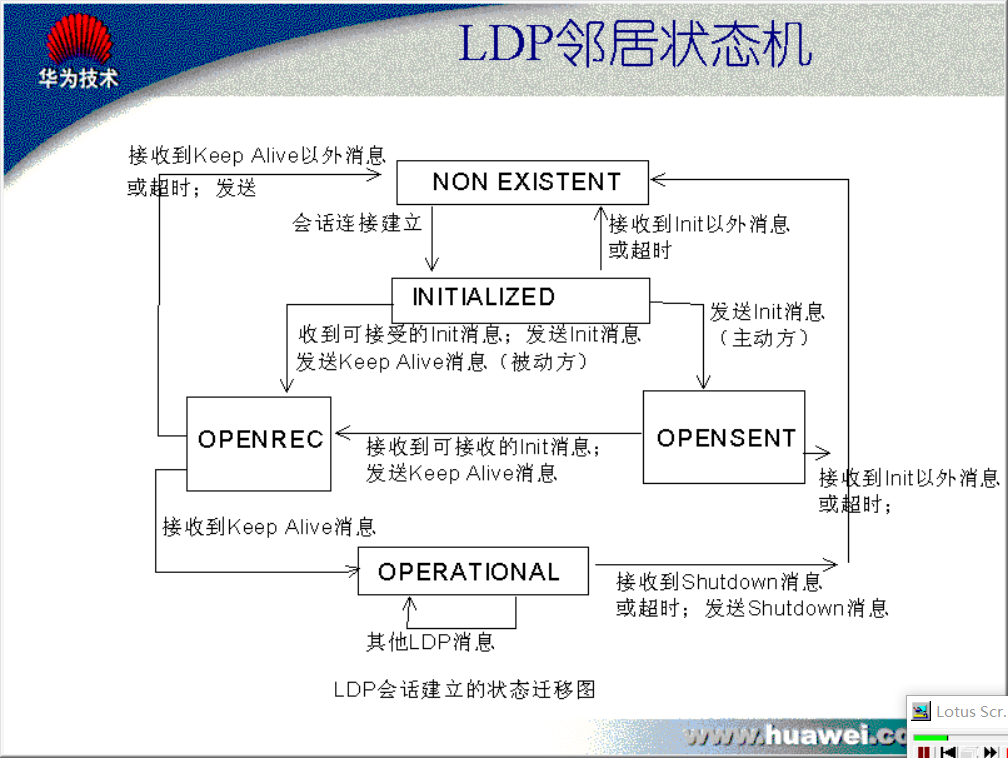 华为技术
LDP邻居状态机
接收到Keep Alive以外消息
或超时；发送
NON EXISTENT
会话连接建立
接收到Init以外消息
或超时
INITIALIZED
收到可接受的Init消息；发送Init消息
发送Keep Alive消息（被动方）
发送Init消息
（主动方）
OPENREC
OPENSENT
接收到可接收的Init消息；
发送Keep Alive消息
接收到Init以外消息
或超时；
接收到Keep Alive消息
OPERATIONAL
接收到Shutdown消息
或超时；发送Shutdown消息
其他LDP消息
LDP会话建立的状态迁移图
www.huawei.co
Lotus Scr.